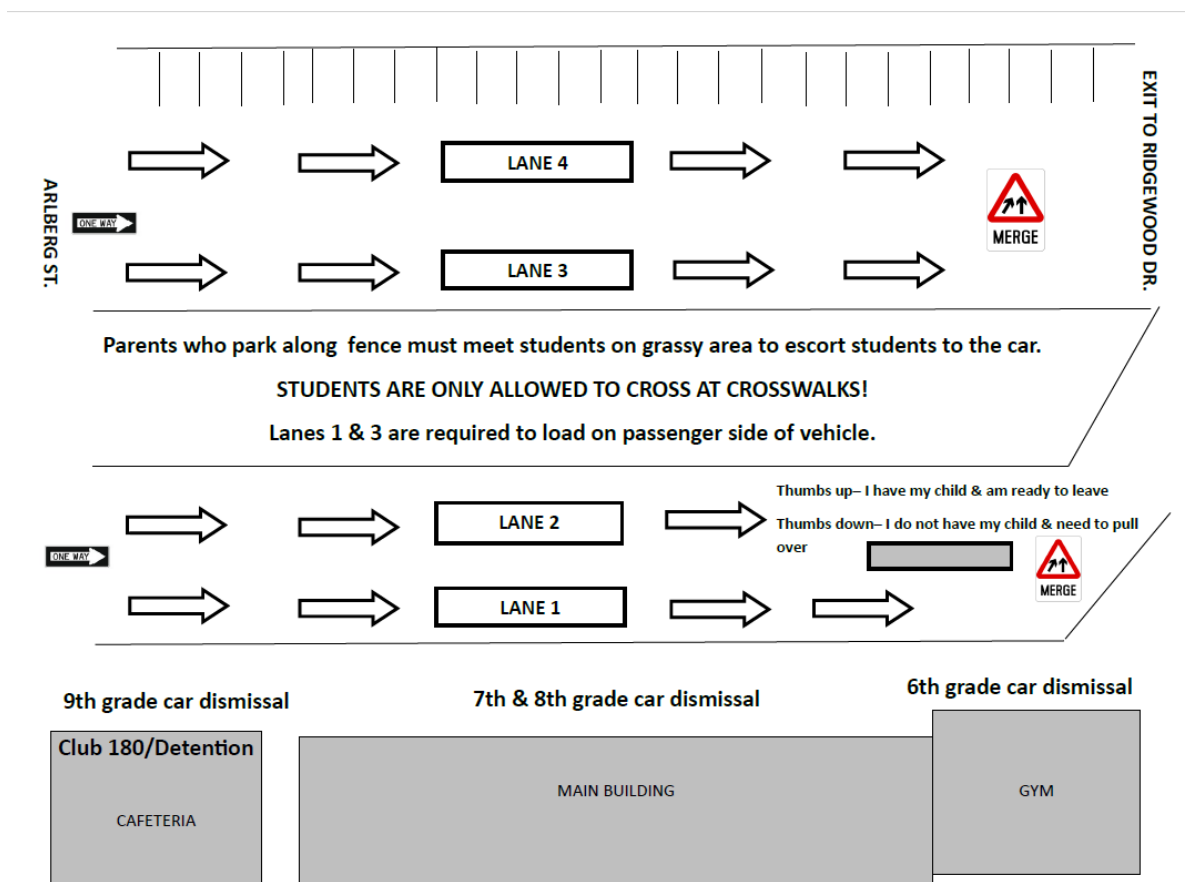 EXIT TO RIDGEWOOD DR.
LANE 4
ARLBERG ST.
ONE WAY
MERGE
LANE 3
Parents who park along fence must meet students on grassy area to escort students to the car.
STUDENTS ARE ONLY ALLOWED TO CROSS AT CROSSWALKS!
Lanes 1 & 3 are required to load on passenger side of vehicle.
Thumbs up– I have my child & am ready to leave
LANE 2
Thumbs down– I do not have my child & need to pull
over
ONE WAY
MERGE
LANE 1
9th grade car dismissal
7th & 8th grade car dismissal
6th grade car dismissal
Club 180/Detention
CAFETERIA
MAIN BUILDING
GYM